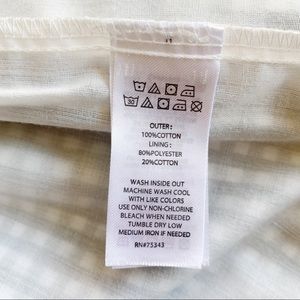 30
OUTER:
100%COTTON
LINING:
80%POLYESTER
20%COTTON
WASH INSIDE OUT
MACHINE WASH COOL
WITH LIKE COLORS
USE ONLY NON-CHLORINE
BLEACH WHEN NEEDED
TUMBLE DRY LOW
MEDIUM IRON IF NEEDED
RN#75343